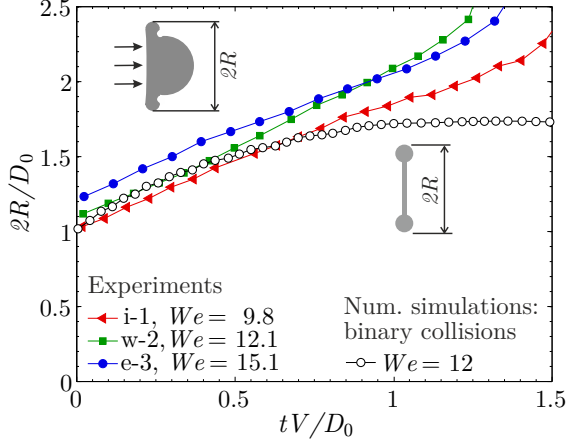 2.5
2
1.5
1
0.5
0
2R/D₀
2R
2R
Experiments
i-1, We = 9.8
w-2, We = 12.1
e-3, We = 15.1
Num. simulations:
binary collisions
We = 12
0
0.5
1
1.5
tV/D₀